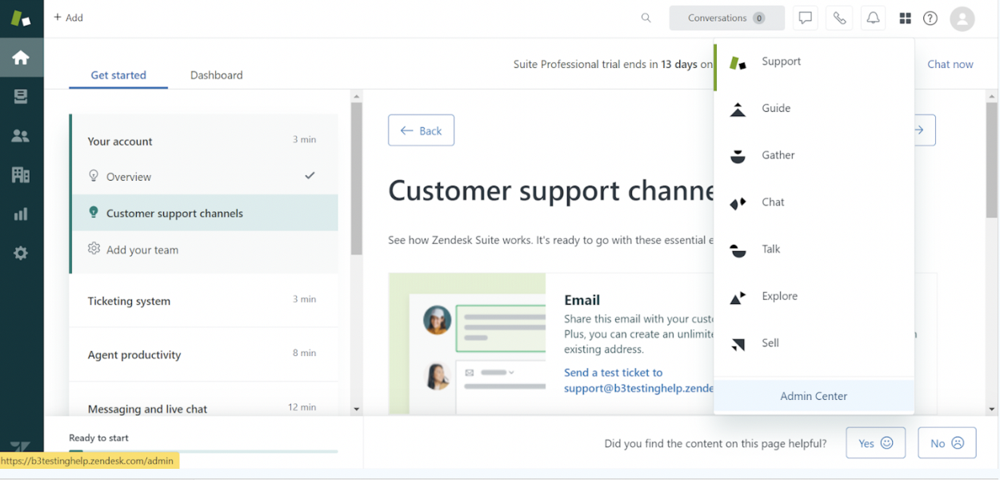 + Add
Conversations 0
Get started
Dashboard
Suite Professional trial ends in 13 days on
Chat now
Your account
3 min
Overview
Customer support channels
Add your team
Ticketing system
3 min
Agent productivity
8 min
Messaging and live chat
12 min
Ready to start
https://b3testinghelp.zendesk.com/admin
← Back
Customer support channe
See how Zendesk Suite works. It's ready to go with these essential e
Email
Share this email with your custo
Plus, you can create an unlimite
existing address.
Send a test ticket to
support@b3testinghelp.zende
Support
Guide
Gather
Chat
Talk
Explore
Sell
Admin Center
Did you find the content on this page helpful?
Yes
No